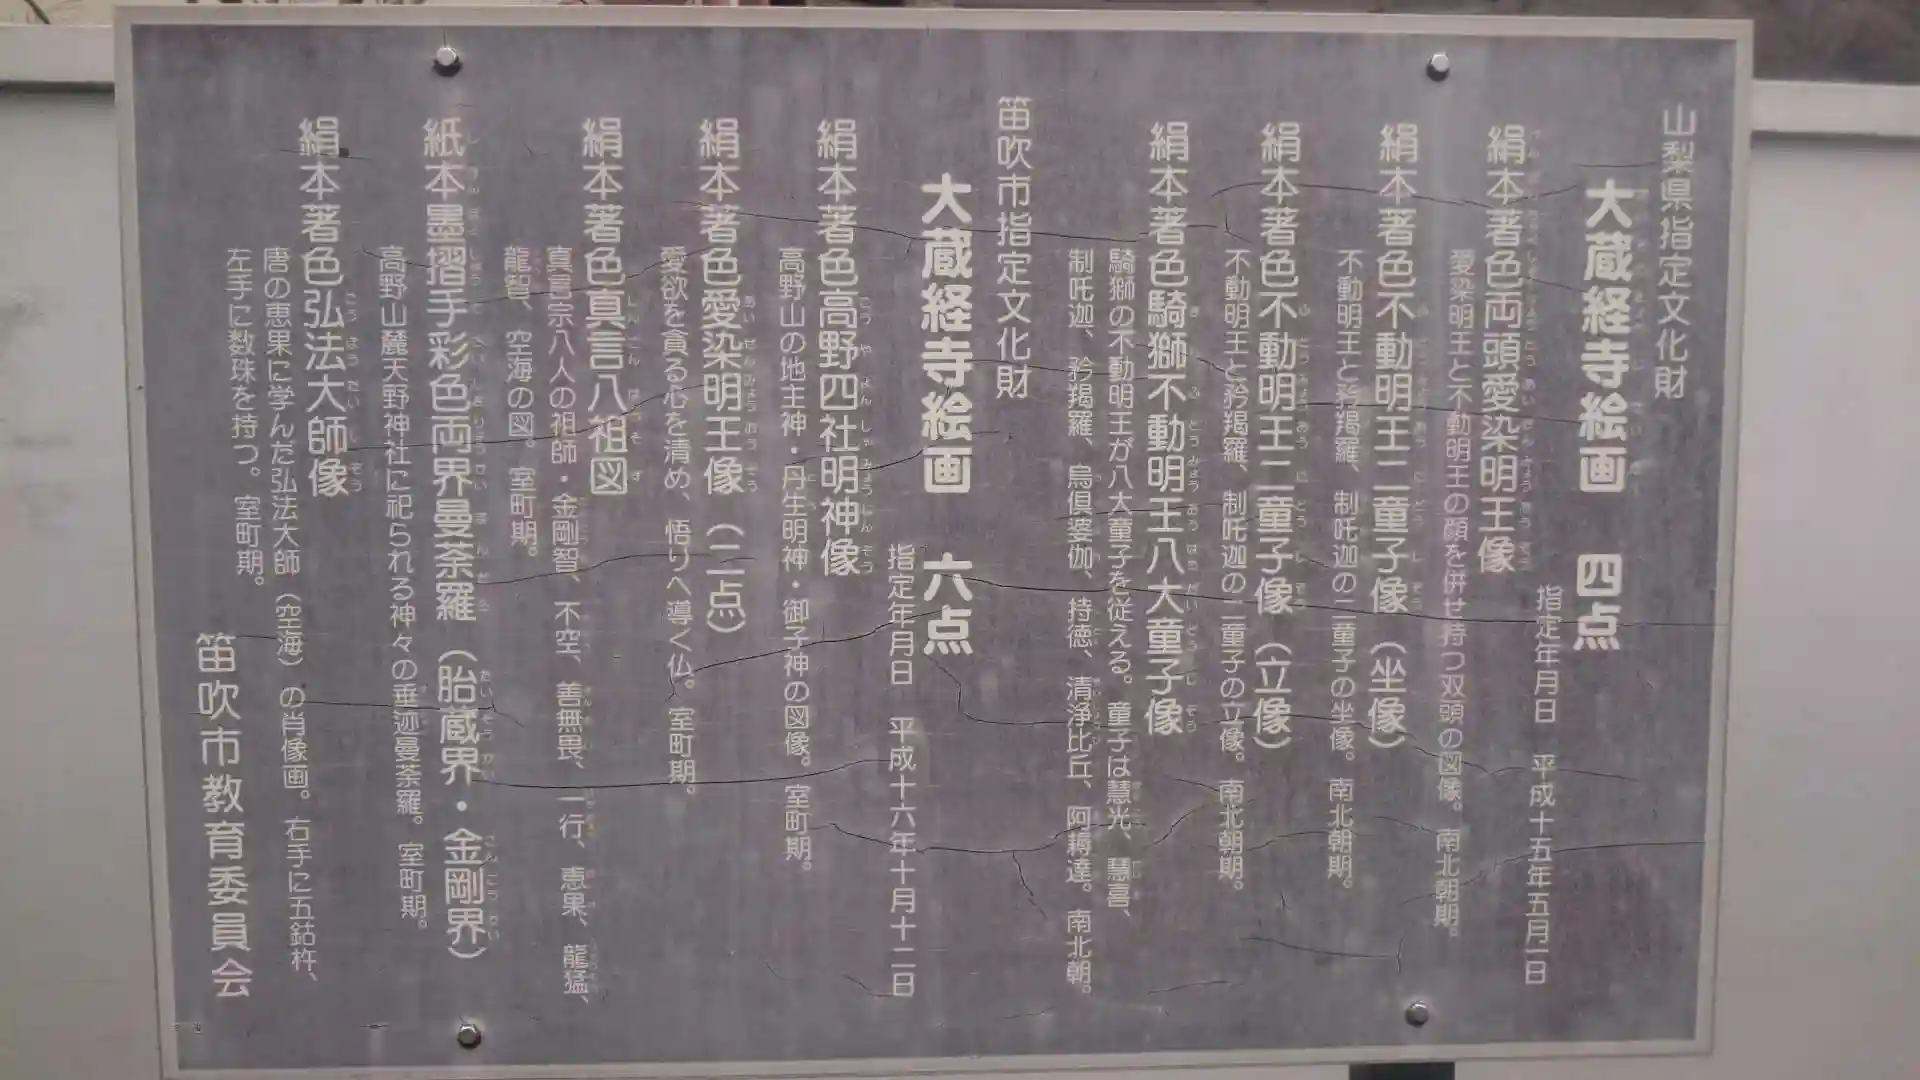 山梨県指定文化財
大蔵経寺絵画 四点
指定年月日 平成十五年五月一日
絹本著色両頭愛染明王像
愛染明王と不動明王の顔を併せ持つ双頭の図像。南北朝期。
絹本著色不動明王二童子像(坐像)
不動明王と矜羯羅、制吒迦の二童子の坐像。南北朝期。
絹本著色不動明王二童子像(立像)
不動明王と矜羯羅、制吒迦の二童子の立像。南北朝期。
絹本著色騎獅不動明王八大童子像
騎獅の不動明王が八大童子を従える。童子は慧光、慧喜、
制吒迦、矜羯羅、烏俱婆伽、持徳、清浄比丘、阿耨達。南北朝。
笛吹市指定文化財
大蔵経寺絵画 六点
指定年月日 平成十六年十月十二日
絹本著色高野四社明神像
高野山の地主神・丹生明神・御子神の図像。室町期。
絹本著色愛染明王像(二点)
愛欲を貪る心を清め、悟りへ導く仏。室町期。
絹本著色真言八祖図
真言宗八人の祖師・金剛智、不空、善無畏、一行、恵果、龍猛、
龍智、空海の図。室町期。
紙本墨摺手彩色両界曼荼羅(胎蔵界・金剛界)
高野山麓天野神社に祀られる神々の垂迹曼荼羅。室町期。
絹本著色弘法大師像
唐の恵果に学んだ弘法大師(空海)の肖像画。右手に五鈷杵、
左手に数珠を持つ。室町期。
笛吹市教育委員会